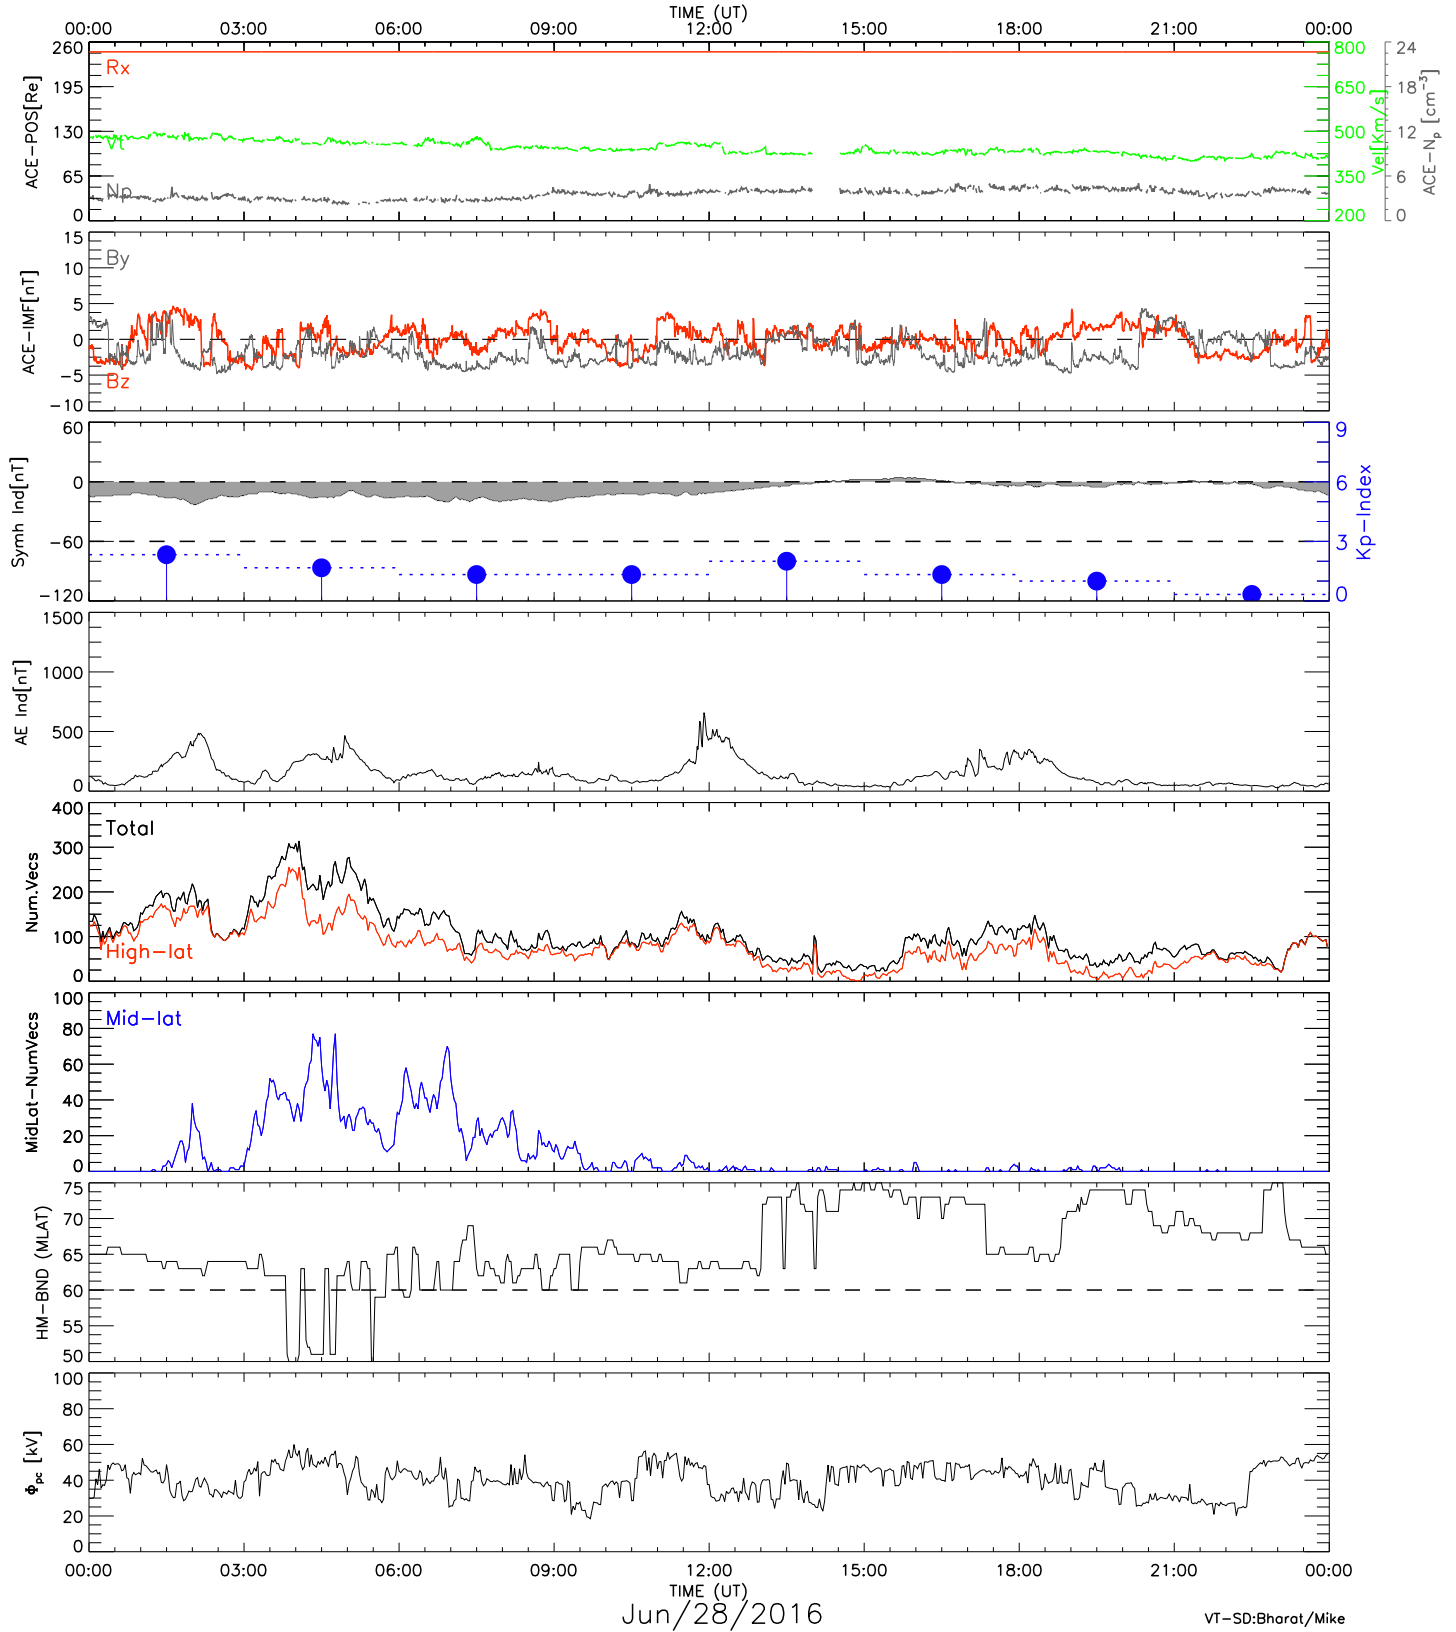 TIME (UT)
00:00 03:00 06:00 09:00 12:00 15:00 18:00 21:00 00:00
260 195 130 65 0
ACE-POS[Re]
Rx
Np
800 650 500 350 200
Vel[Km/s]
24 18 12 6 0
ACE-Np [cm-3]
15 10 5 0 -5 -10
ACE-IMF[nT]
By
Bz
60 0 -60 -120
Symh Ind[nT]
9 6 3 0
Kp-Index
1500 1000 500 0
AE Ind[nT]
400 300 200 100 0
Num.Vecs
Total
High-lat
100 80 60 40 20 0
MidLat-NumVecs
Mid-lat
75 70 65 60 55 50
HM-BND (MLAT)
100 80 60 40 20 0
Φpc [kV]
00:00 03:00 06:00 09:00 12:00 15:00 18:00 21:00 00:00
TIME (UT)
Jun/28/2016
VT-SD:Bharat/Mike